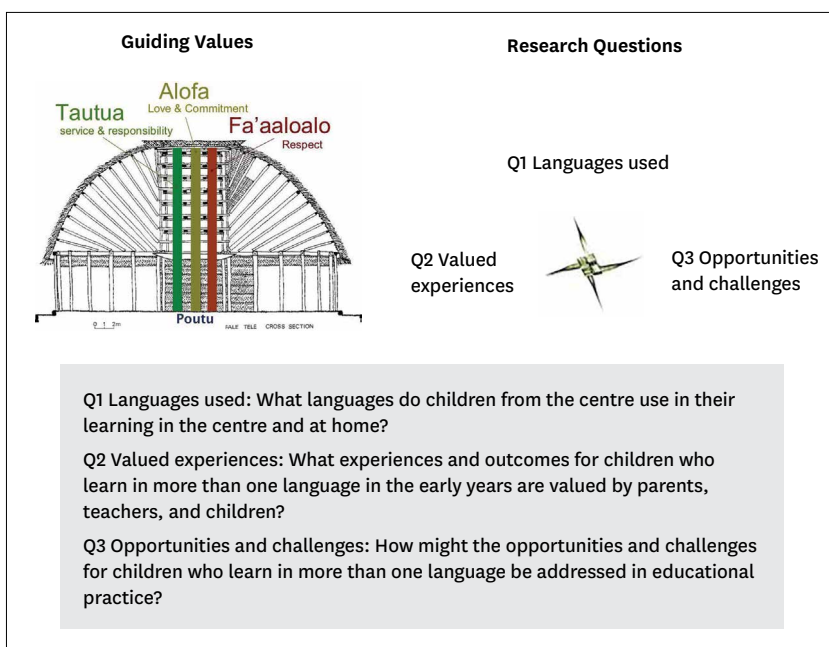 Guiding Values
Research Questions
Alofa
Love & Commitment
Tautua
service & responsibility
Fa'aaloalo
Respect
Poutu
0 1 2m
FALE TELE CROSS SECTION
Q1 Languages used
Q2 Valued
experiences
Q3 Opportunities
and challenges
Q1 Languages used: What languages do children from the centre use in their
learning in the centre and at home?
Q2 Valued experiences: What experiences and outcomes for children who
learn in more than one language in the early years are valued by parents,
teachers, and children?
Q3 Opportunities and challenges: How might the opportunities and challenges
for children who learn in more than one language be addressed in educational
practice?